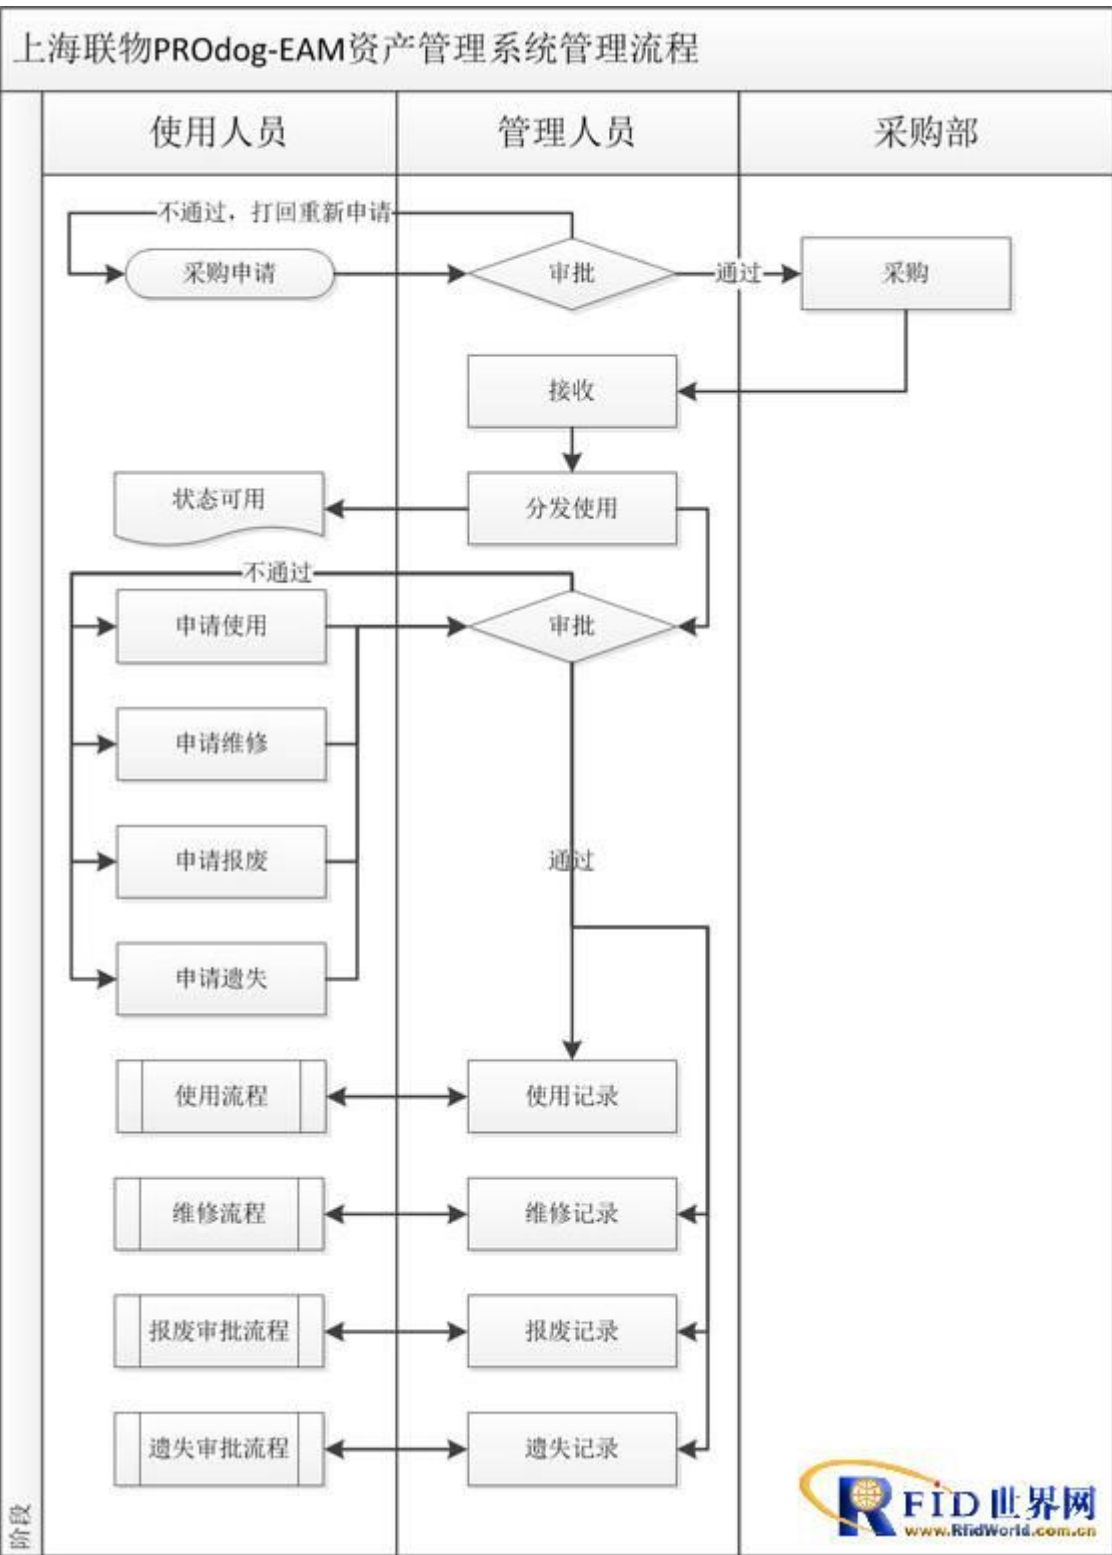 上海联物PROdog-EAM资产管理系统管理流程
使用人员
管理人员
采购部
不通过，打回重新申请
采购申请
审批
通过
采购
接收
状态可用
分发使用
不通过
申请使用
审批
申请维修
申请报废
通过
申请遗失
使用流程
使用记录
维修流程
维修记录
报废审批流程
报废记录
遗失审批流程
遗失记录
阶段
RFID世界网
www.RfidWorld.com.cn